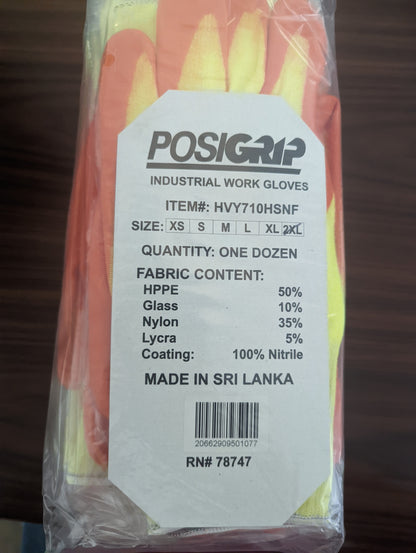 POSIGRIP
INDUSTRIAL WORK GLOVES
ITEM#: HVY710HSNF
SIZE: XS S M L XL 2XL
QUANTITY: ONE DOZEN
FABRIC CONTENT:
HPPE 50%
Glass 10%
Nylon 35%
Lycra 5%
Coating: 100% Nitrile
MADE IN SRI LANKA
20662909501077
RN# 78747